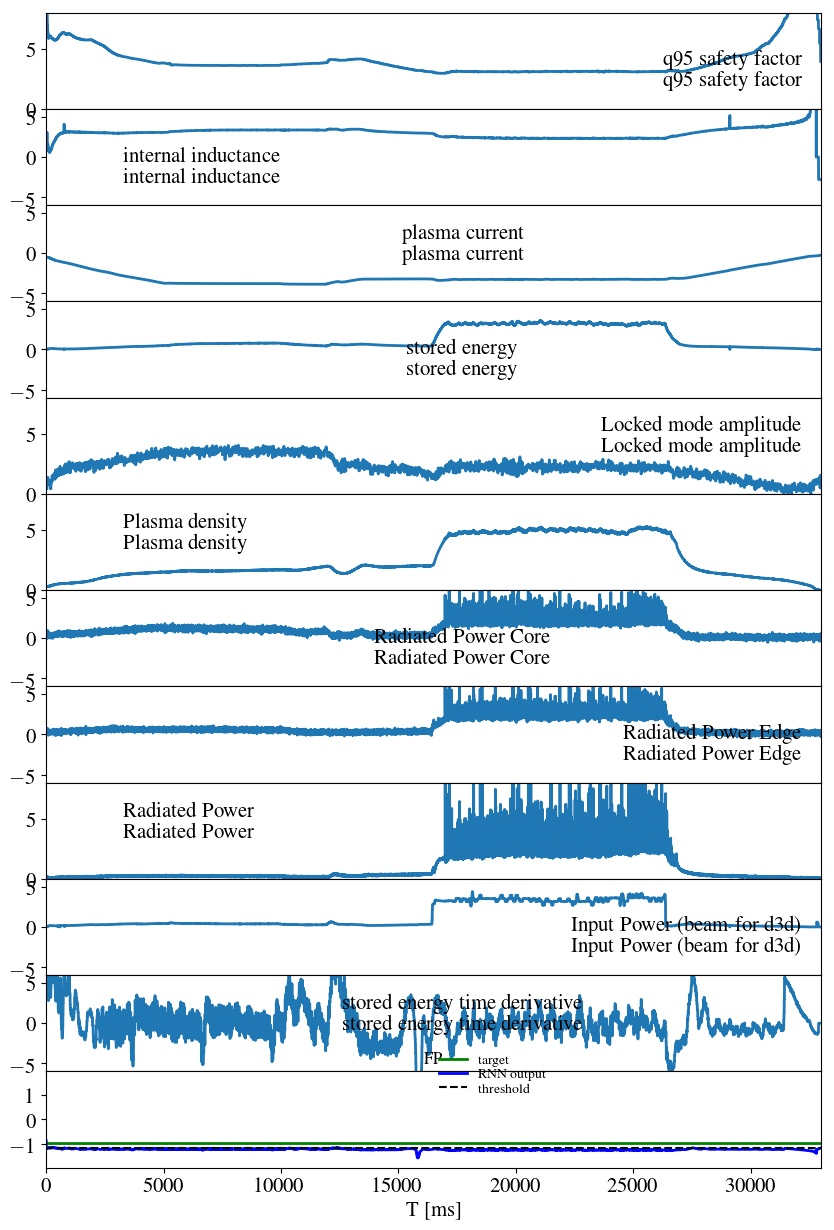 5
q95 safety factor
q95 safety factor
0
5
0
internal inductance
internal inductance
−5
5
plasma current
0
plasma current
−5
5
0
stored energy
stored energy
−5
Locked mode amplitude
5
Locked mode amplitude
0
Plasma density
5
Plasma density
0
5
0
Radiated Power Core
Radiated Power Core
−5
5
0
Radiated Power Edge
Radiated Power Edge
−5
Radiated Power
5
Radiated Power
0
5
0
Input Power (beam for d3d)
Input Power (beam for d3d)
−5
5
stored energy time derivative
0
stored energy time derivative
−5
FP
target
RNN output
threshold
1
0
−1
0 5000 10000 15000 20000 25000 30000
T [ms]